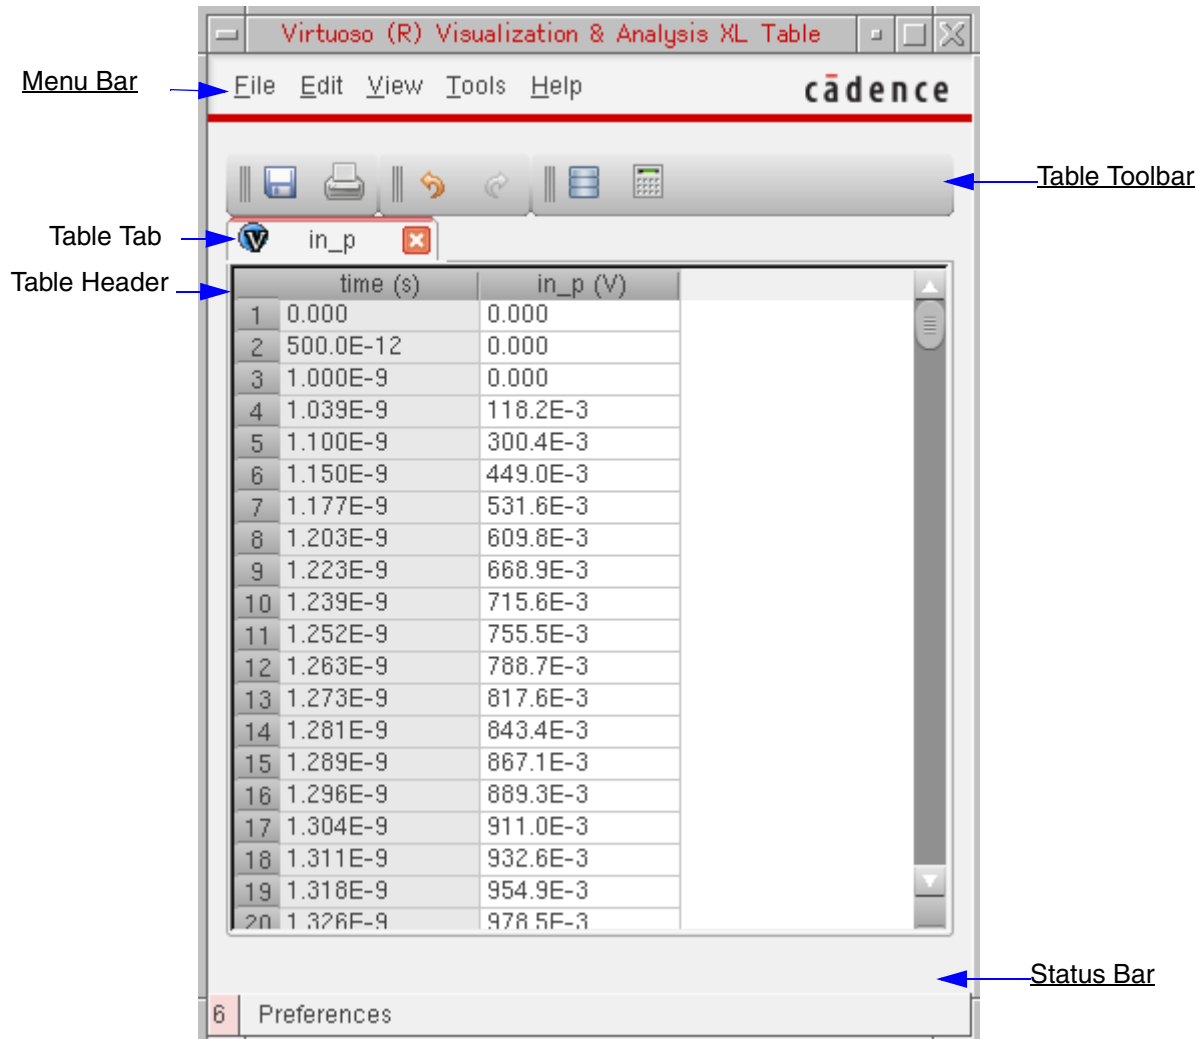 Virtuoso (R) Visualization & Analysis XL Table
Menu Bar
File Edit View Tools Help
cādence
Table Toolbar
Table Tab
in_p
Table Header
time (s) in_p (V)
1 0.000 0.000
2 500.0E-12 0.000
3 1.000E-9 0.000
4 1.039E-9 118.2E-3
5 1.100E-9 300.4E-3
6 1.150E-9 449.0E-3
7 1.177E-9 531.6E-3
8 1.203E-9 609.8E-3
9 1.223E-9 668.9E-3
10 1.239E-9 715.6E-3
11 1.252E-9 755.5E-3
12 1.263E-9 788.7E-3
13 1.273E-9 817.6E-3
14 1.281E-9 843.4E-3
15 1.289E-9 867.1E-3
16 1.296E-9 889.3E-3
17 1.304E-9 911.0E-3
18 1.311E-9 932.6E-3
19 1.318E-9 954.9E-3
20 1.326E-9 978.5E-3
Status Bar
6 Preferences